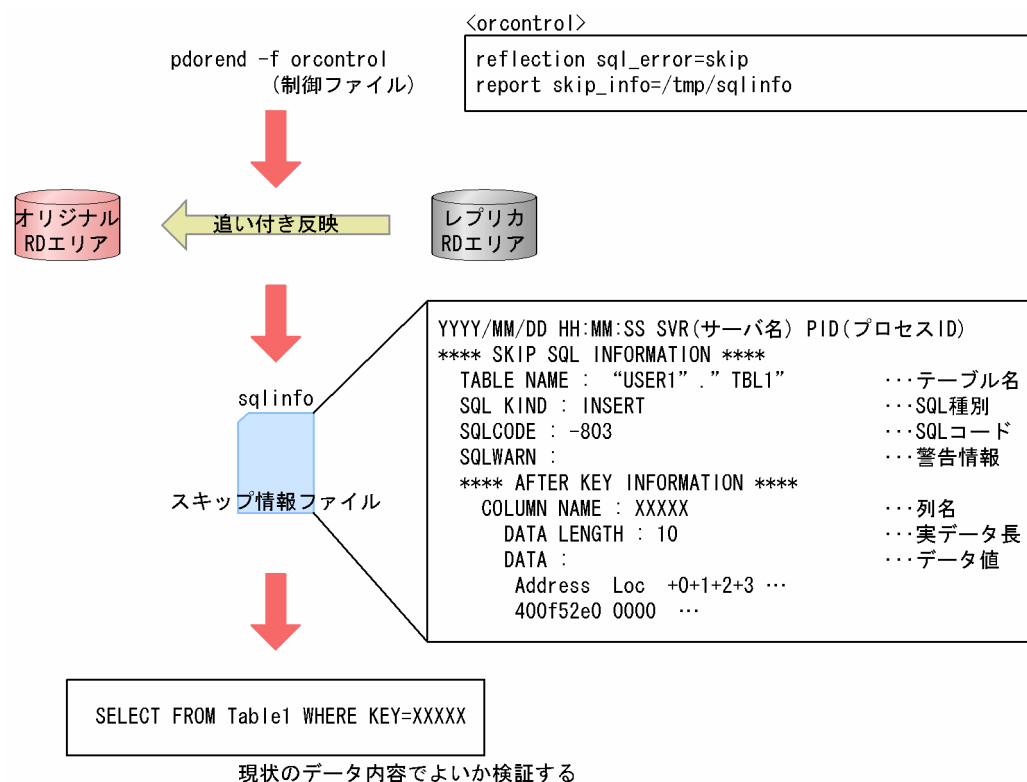 <orcontrol>
pdorend -f orcontrol
(制御ファイル)
reflection sql_error=skip
report skip_info=/tmp/sqlinfo
オリジナル
RDエリア
追い付き反映
レプリカ
RDエリア
sqlinfo
スキップ情報ファイル
YYYY/MM/DD HH:MM:SS SVR(サーバ名) PID(プロセスID)
**** SKIP SQL INFORMATION ****
TABLE NAME : “USER1”.”TBL1” ・・・テーブル名
SQL KIND : INSERT ・・・SQL種別
SQLCODE : -803 ・・・SQLコード
SQLWARN : ・・・警告情報
**** AFTER KEY INFORMATION ****
COLUMN NAME : XXXXX ・・・列名
DATA LENGTH : 10 ・・・実データ長
DATA : ・・・データ値
Address Loc +0+1+2+3 …
400f52e0 0000 …
SELECT FROM Table1 WHERE KEY=XXXXX
現状のデータ内容でよいか検証する